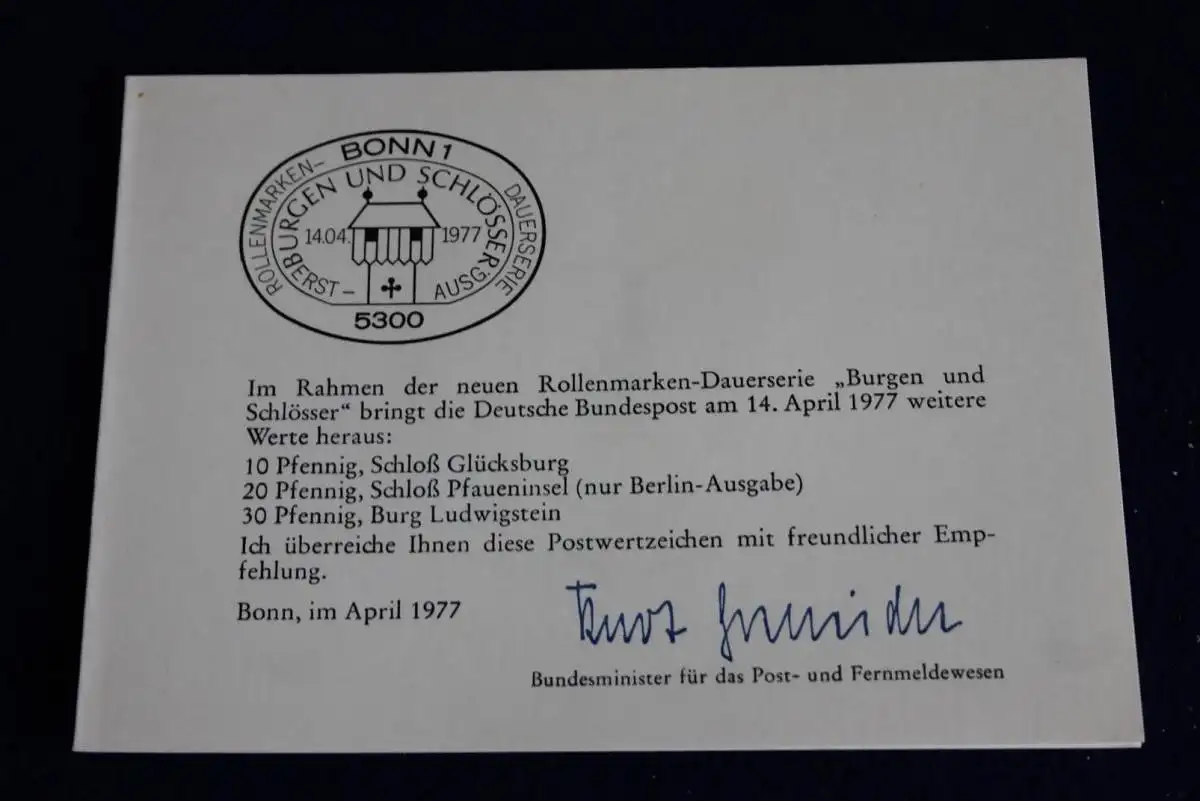 BONN 1
ROLLENMARKEN-
DAUERSERIE
BURGEN UND SCHLÖSSER
14.04. 1977
ERST-
AUSG.
5300
Im Rahmen der neuen Rollenmarken-Dauerserie „Burgen und
Schlösser“ bringt die Deutsche Bundespost am 14. April 1977 weitere
Werte heraus:
10 Pfennig, Schloß Glücksburg
20 Pfennig, Schloß Pfaueninsel (nur Berlin-Ausgabe)
30 Pfennig, Burg Ludwigstein
Ich überreiche Ihnen diese Postwertzeichen mit freundlicher Emp-
fehlung.
Bonn, im April 1977
Kurt
Bundesminister für das Post- und Fernmeldewesen